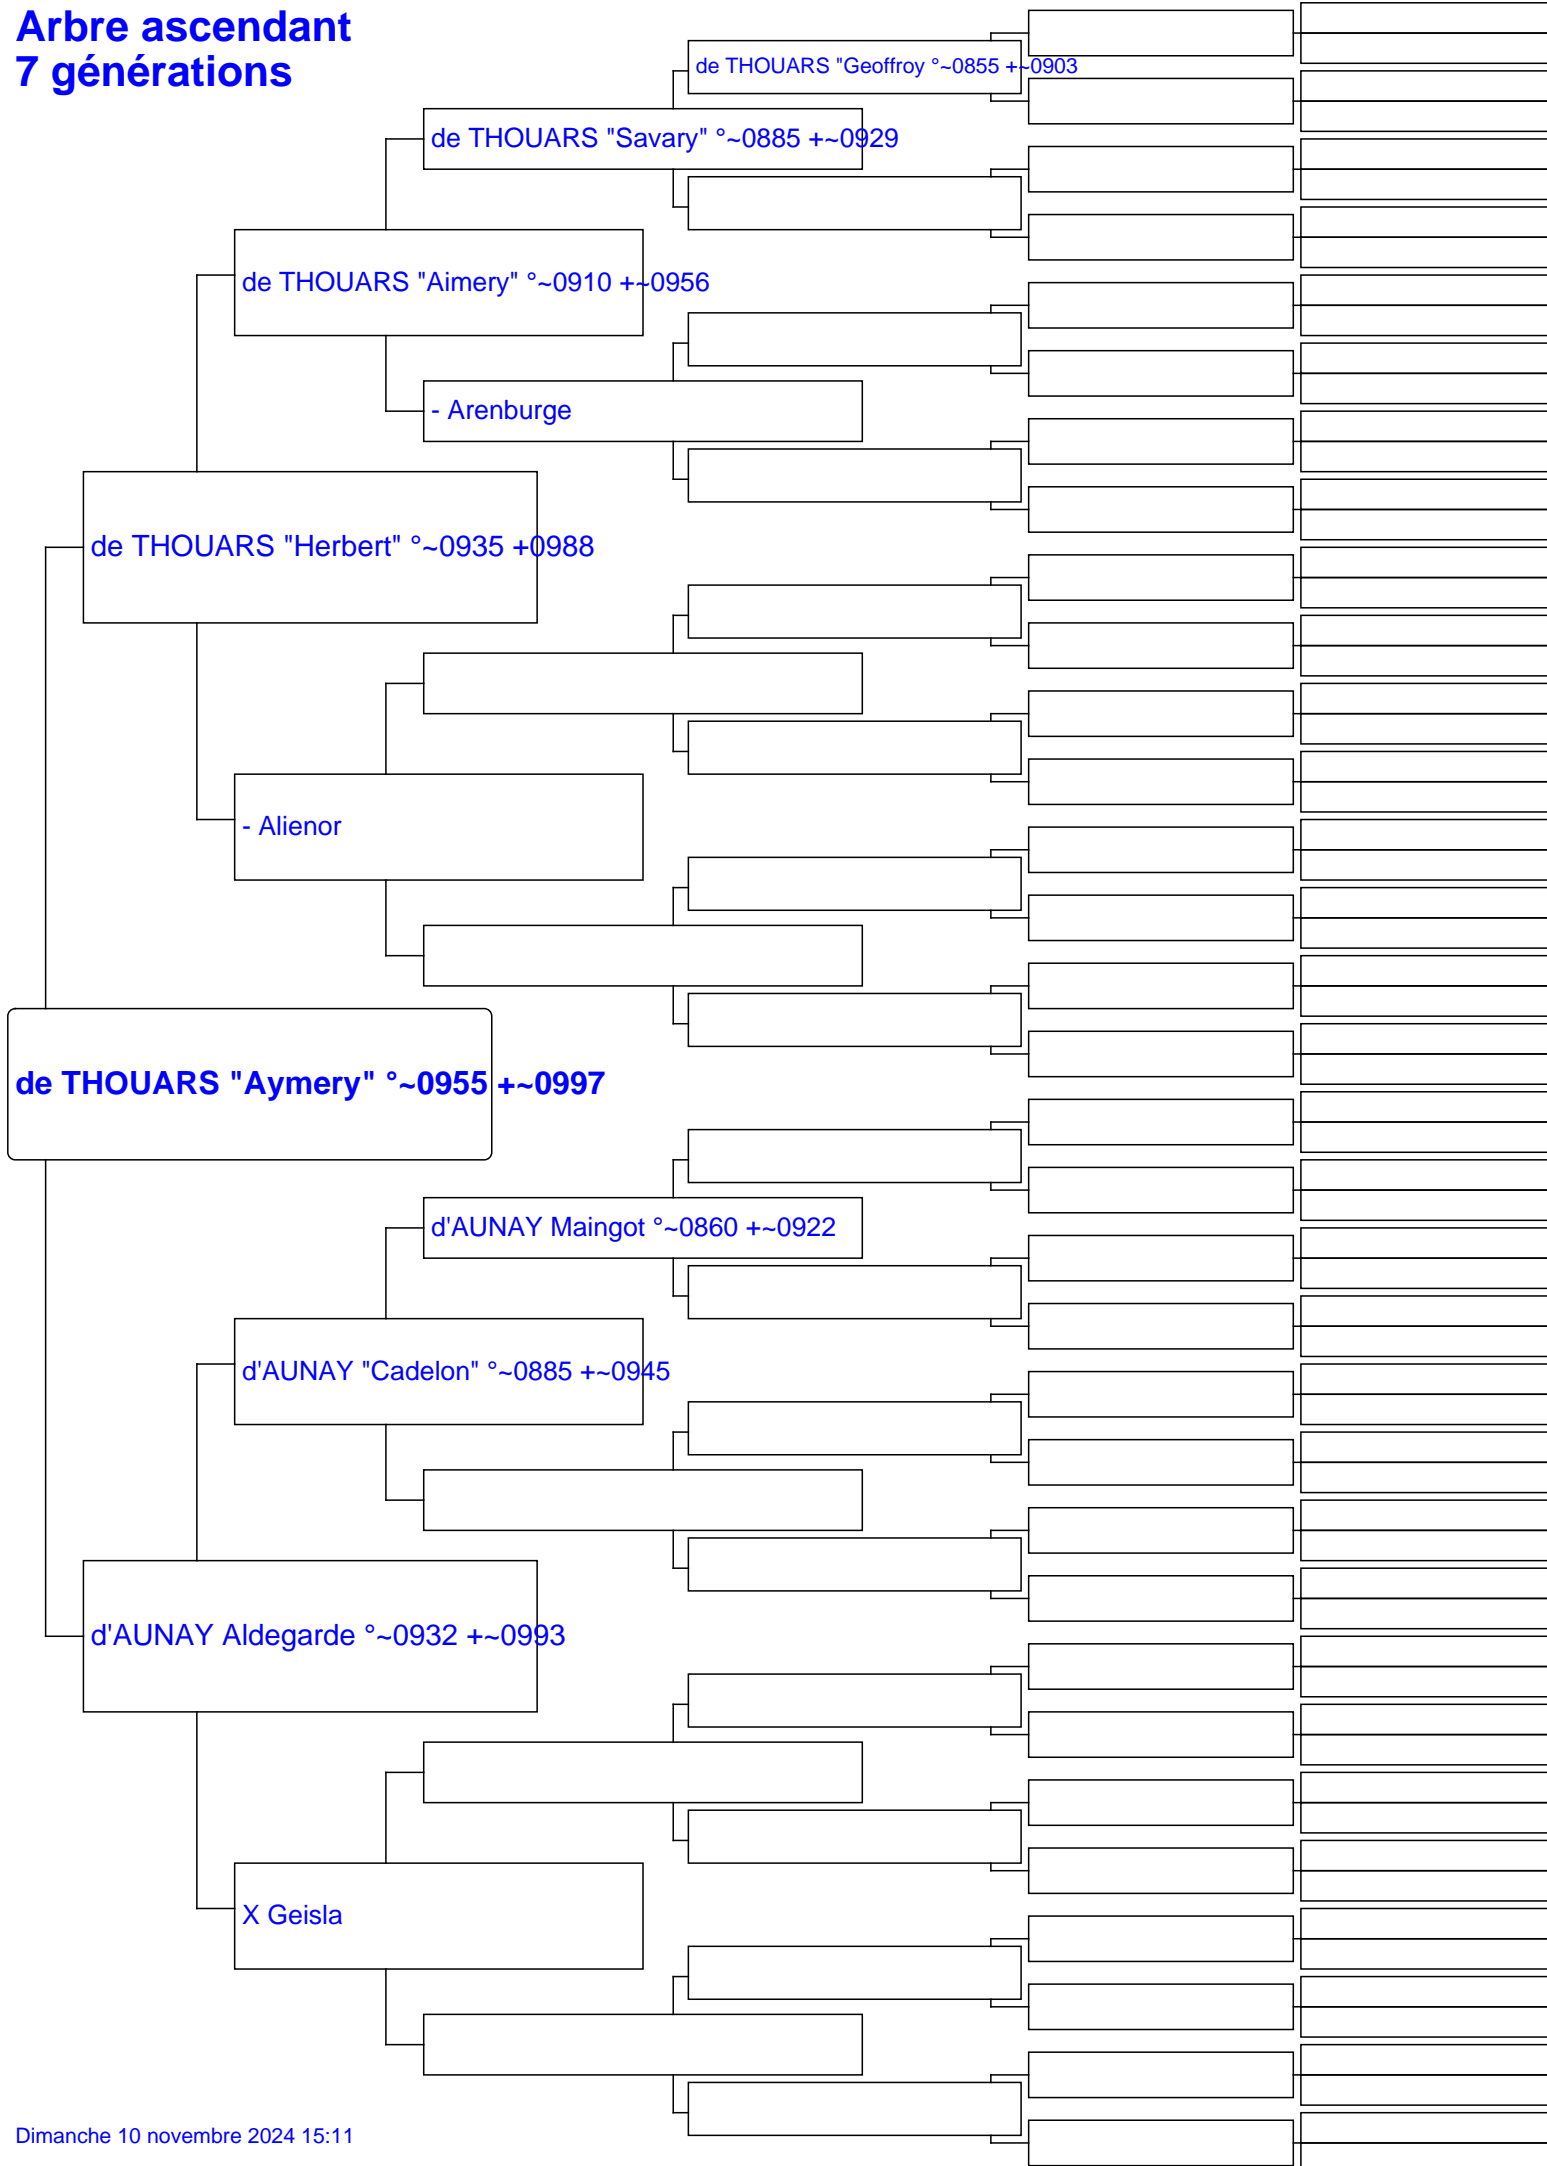 Arbre ascendant
7 générations
de THOUARS "Geoffroy °~0855 +~0903
de THOUARS "Savary" °~0885 +~0929
de THOUARS "Aimery" °~0910 +~0956
- Arenburge
de THOUARS "Herbert" °~0935 +0988
- Alienor
de THOUARS "Aymery" °~0955 +~0997
d'AUNAY Maingot °~0860 +~0922
d'AUNAY "Cadelon" °~0885 +~0945
d'AUNAY Aldegarde °~0932 +~0993
X Geisla
Dimanche 10 novembre 2024 15:11